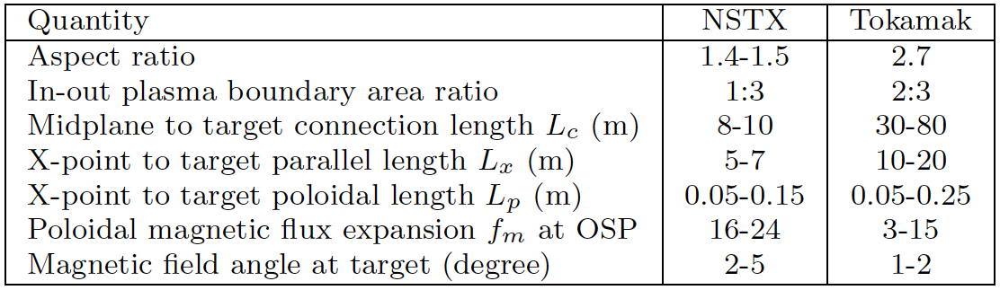 Quantity NSTX Tokamak
Aspect ratio 1.4-1.5 2.7
In-out plasma boundary area ratio 1:3 2:3
Midplane to target connection length L_c (m) 8-10 30-80
X-point to target parallel length L_x (m) 5-7 10-20
X-point to target poloidal length L_p (m) 0.05-0.15 0.05-0.25
Poloidal magnetic flux expansion f_m at OSP 16-24 3-15
Magnetic field angle at target (degree) 2-5 1-2